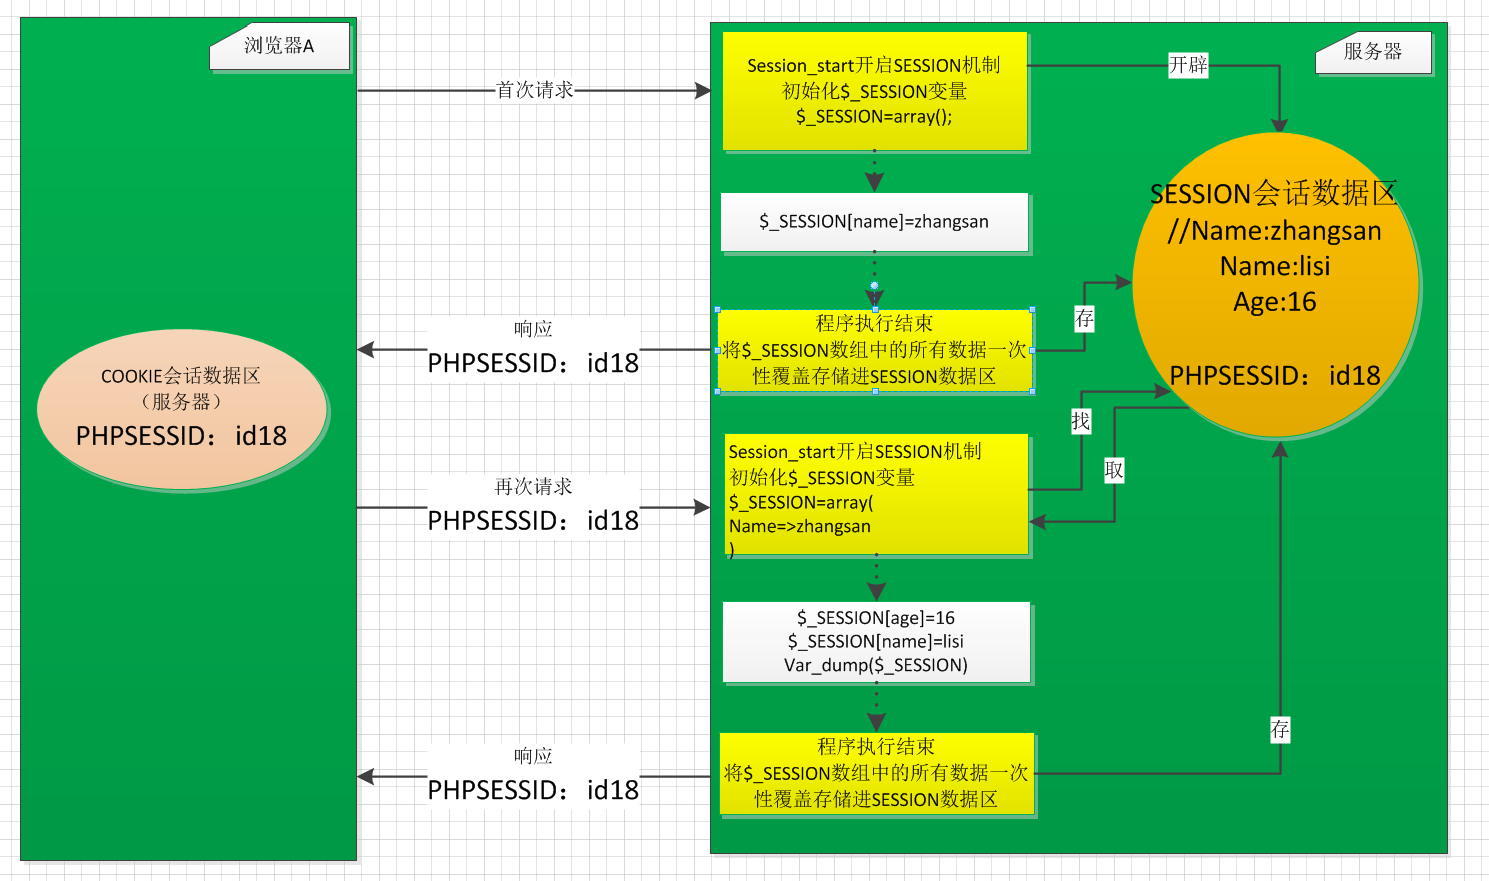 浏览器A
服务器
首次请求
Session_start开启SESSION机制
初始化$_SESSION变量
$_SESSION=array();
开辟
$_SESSION[name]=zhangsan
SESSION会话数据区
//Name:zhangsan
Name:lisi
Age:16
PHPSESSID：id18
程序执行结束
将$_SESSION数组中的所有数据一次
性覆盖存储进SESSION数据区
存
响应
PHPSESSID：id18
COOKIE会话数据区
（服务器）
PHPSESSID：id18
找
取
再次请求
PHPSESSID：id18
Session_start开启SESSION机制
初始化$_SESSION变量
$_SESSION=array(
Name=>zhangsan
)
$_SESSION[age]=16
$_SESSION[name]=lisi
Var_dump($_SESSION)
存
响应
PHPSESSID：id18
程序执行结束
将$_SESSION数组中的所有数据一次
性覆盖存储进SESSION数据区